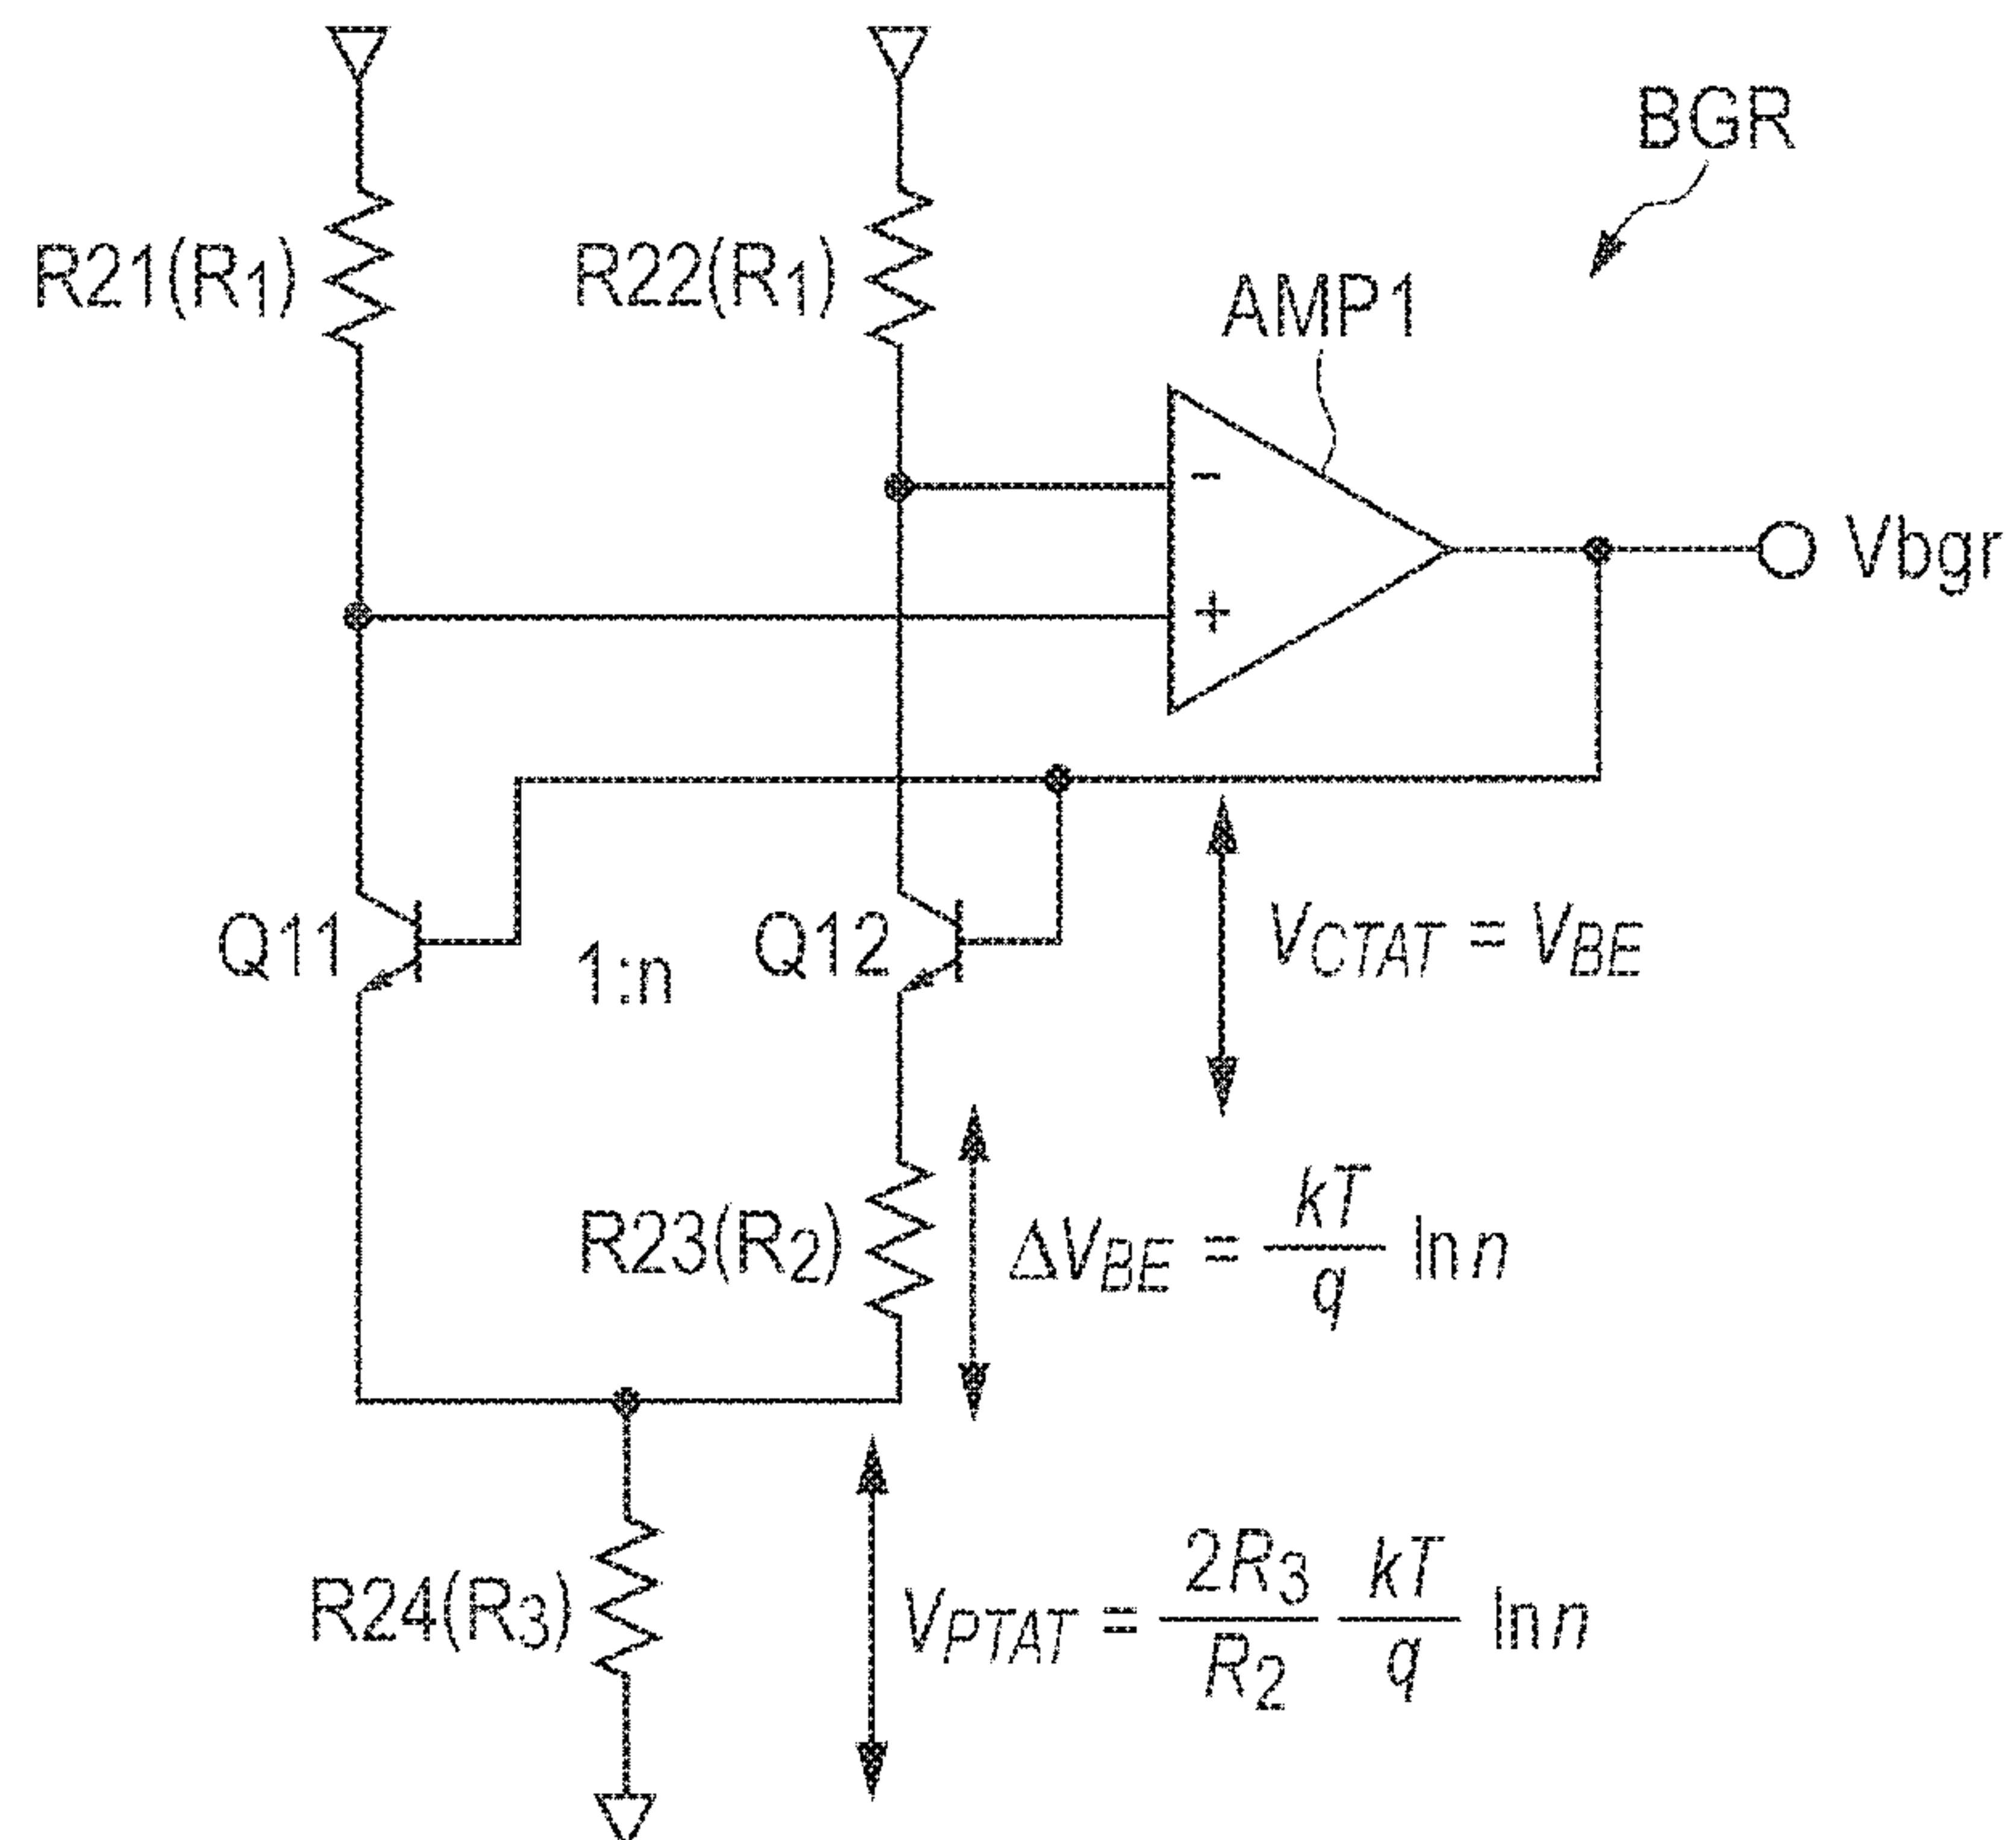 BGR
R21(R1)
R22(R1)
AMP1
-
+
Vbgr
Q11
1:n
Q12
VCTAT = VBE
R23(R2)
ΔVBE = kT/q ln n
R24(R3)
VPTAT = 2R3/R2 kT/q ln n